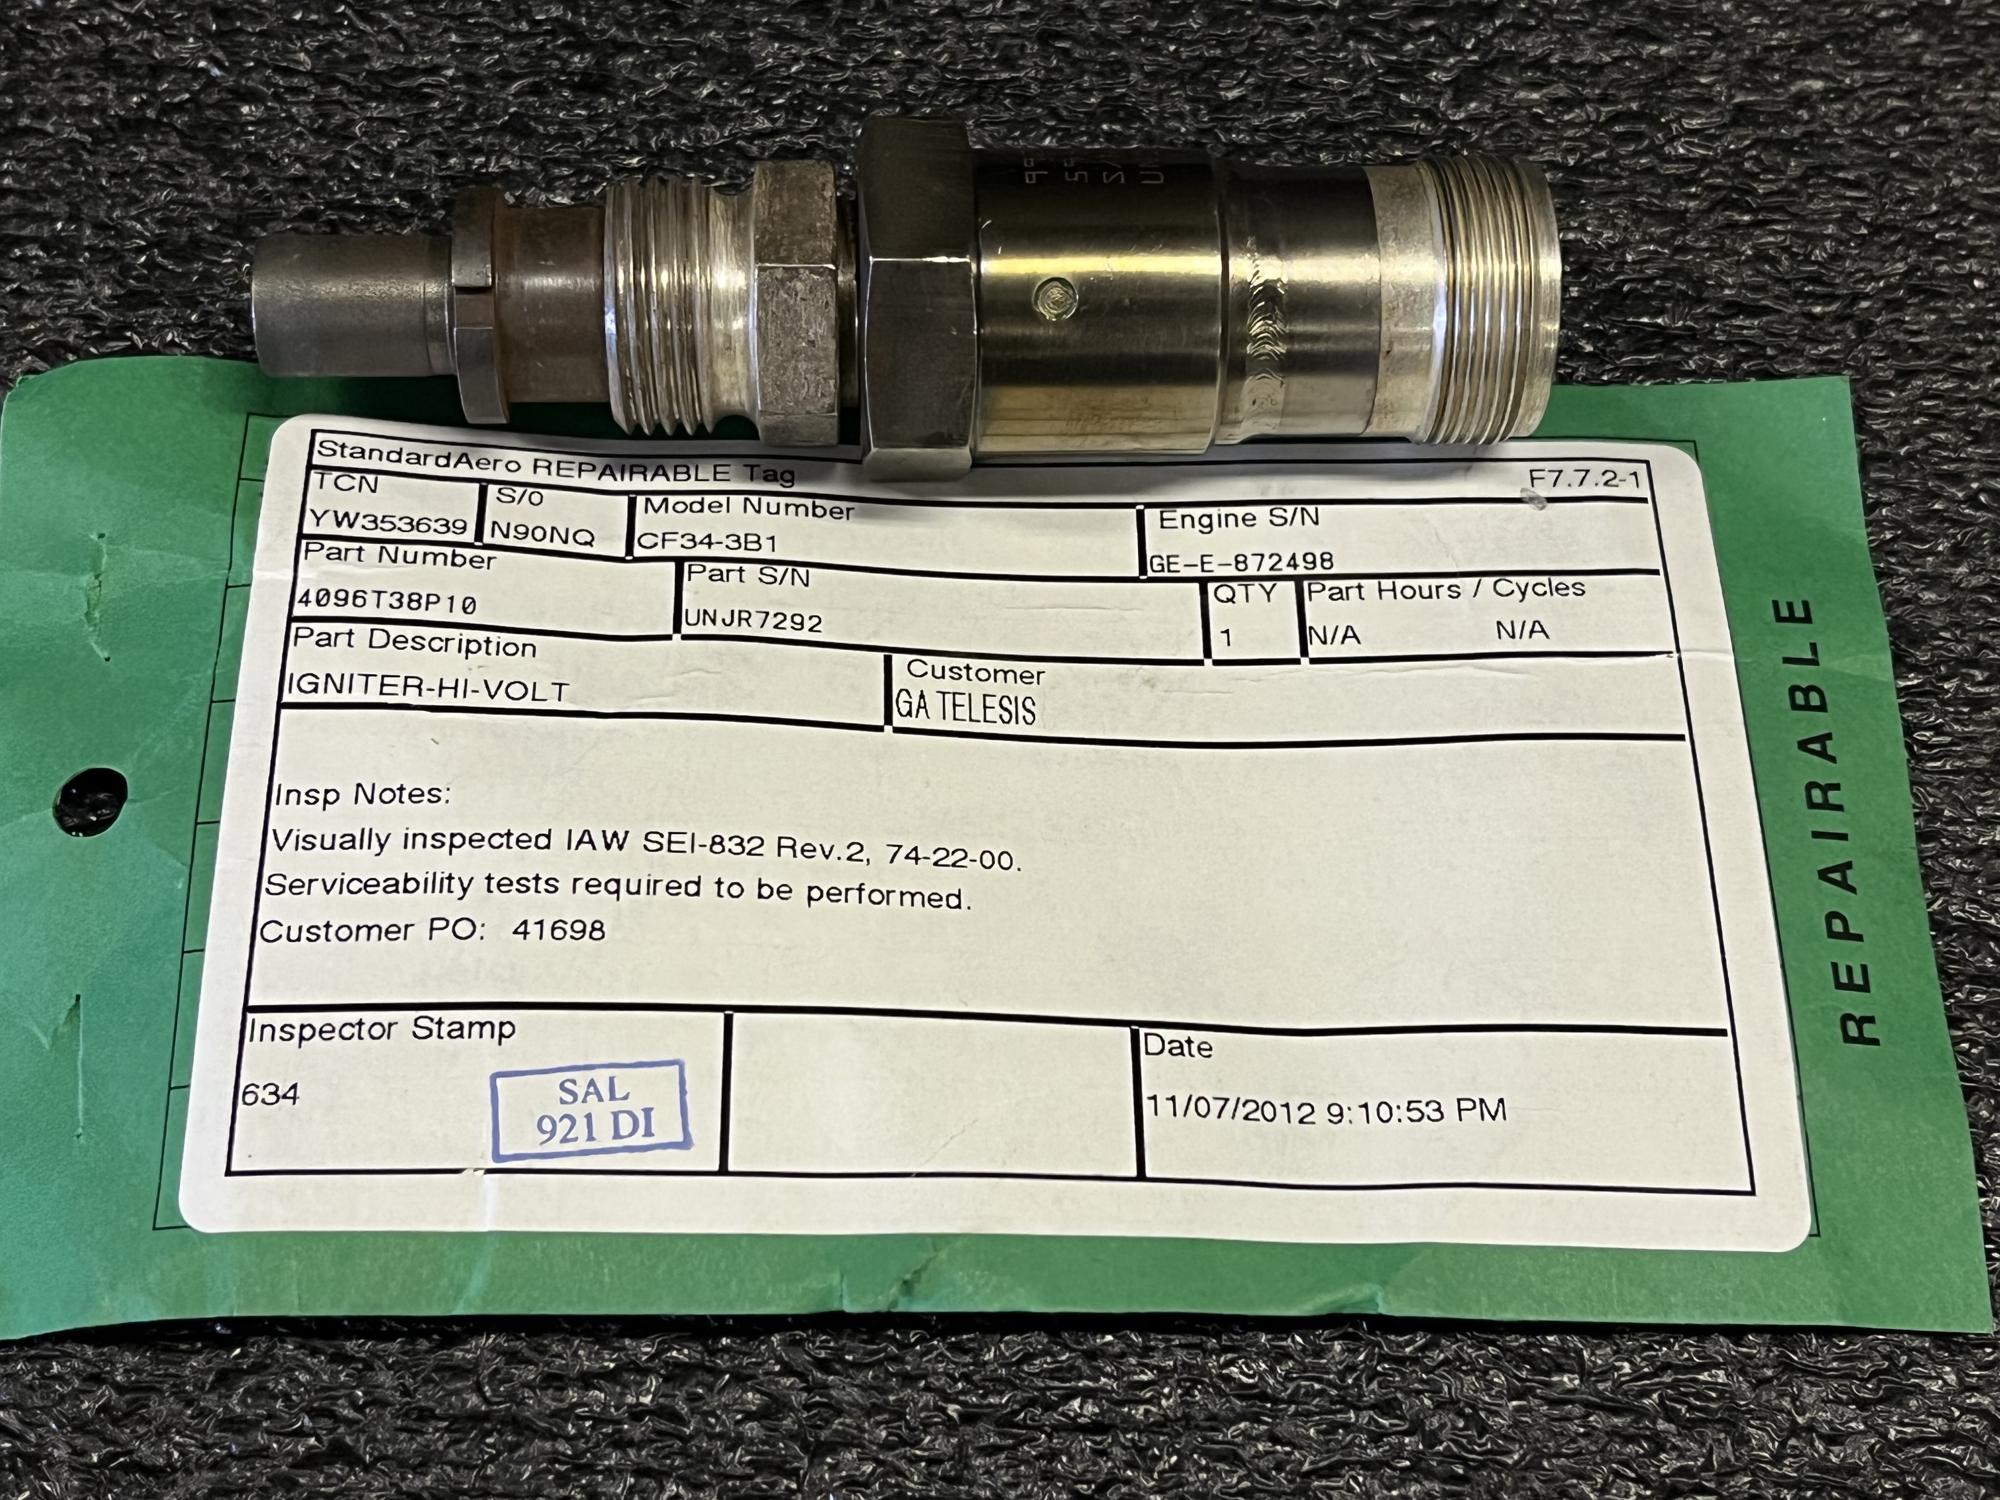 StandardAero REPAIRABLE Tag F7.7.2-1
TCN S/O Model Number Engine S/N
YW353639 N90NQ CF34-3B1 GE-E-872498
Part Number Part S/N QTY Part Hours / Cycles
4096T38P10 UNJR7292 1 N/A N/A
Part Description Customer
IGNITER-HI-VOLT GA TELESIS
Insp Notes:
Visually inspected IAW SEI-832 Rev.2, 74-22-00.
Serviceability tests required to be performed.
Customer PO: 41698
Inspector Stamp Date
634 11/07/2012 9:10:53 PM
SAL
921 DI
REPAIRABLE